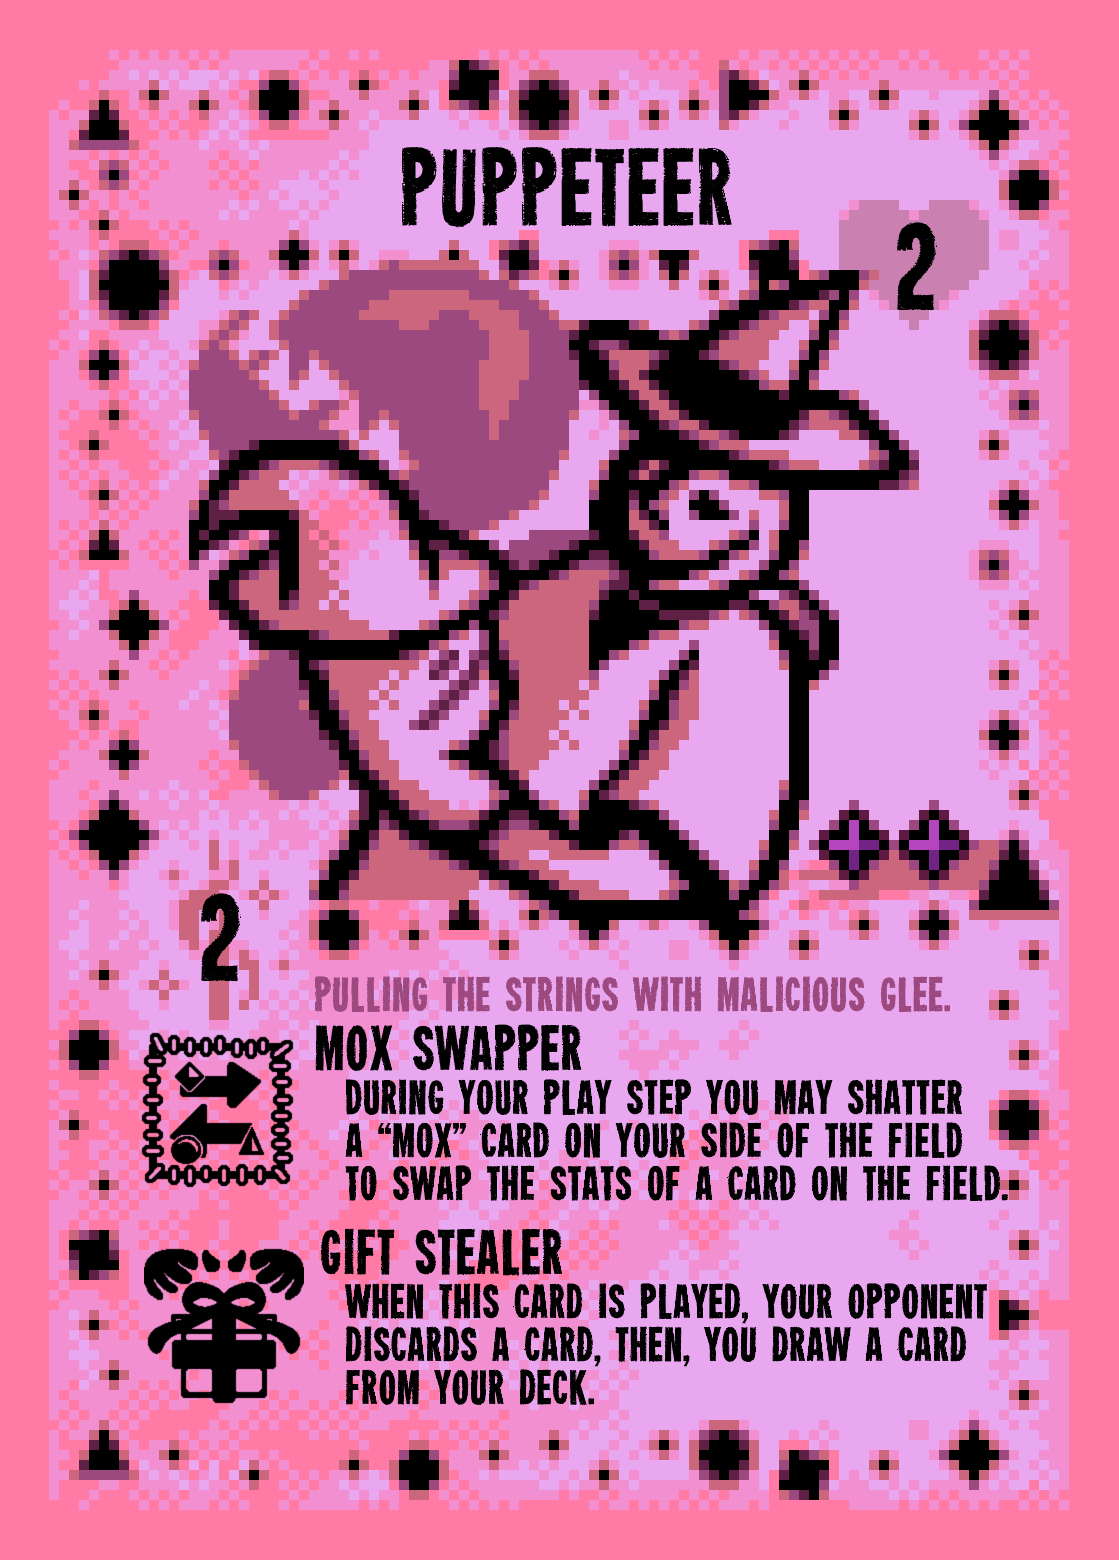 PUPPETEER
2
2
PULLING THE STRINGS WITH MALICIOUS GLEE.
MOX SWAPPER
DURING YOUR PLAY STEP YOU MAY SHATTER
A “MOX” CARD ON YOUR SIDE OF THE FIELD
TO SWAP THE STATS OF A CARD ON THE FIELD.
GIFT STEALER
WHEN THIS CARD IS PLAYED, YOUR OPPONENT
DISCARDS A CARD, THEN, YOU DRAW A CARD
FROM YOUR DECK.